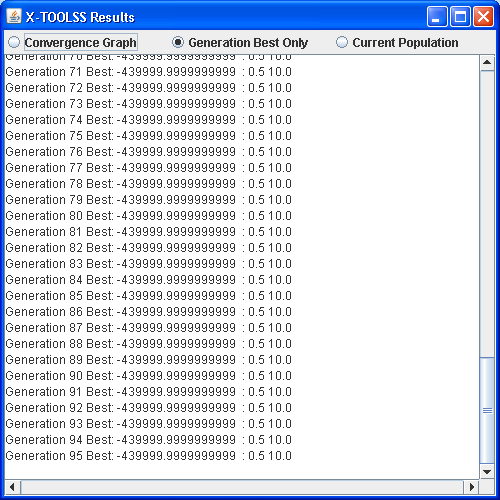 X-TOOLSS Results
Convergence Graph Generation Best Only Current Population
Generation 70 Best: -439999.9999999999 : 0.5 10.0
Generation 71 Best: -439999.9999999999 : 0.5 10.0
Generation 72 Best: -439999.9999999999 : 0.5 10.0
Generation 73 Best: -439999.9999999999 : 0.5 10.0
Generation 74 Best: -439999.9999999999 : 0.5 10.0
Generation 75 Best: -439999.9999999999 : 0.5 10.0
Generation 76 Best: -439999.9999999999 : 0.5 10.0
Generation 77 Best: -439999.9999999999 : 0.5 10.0
Generation 78 Best: -439999.9999999999 : 0.5 10.0
Generation 79 Best: -439999.9999999999 : 0.5 10.0
Generation 80 Best: -439999.9999999999 : 0.5 10.0
Generation 81 Best: -439999.9999999999 : 0.5 10.0
Generation 82 Best: -439999.9999999999 : 0.5 10.0
Generation 83 Best: -439999.9999999999 : 0.5 10.0
Generation 84 Best: -439999.9999999999 : 0.5 10.0
Generation 85 Best: -439999.9999999999 : 0.5 10.0
Generation 86 Best: -439999.9999999999 : 0.5 10.0
Generation 87 Best: -439999.9999999999 : 0.5 10.0
Generation 88 Best: -439999.9999999999 : 0.5 10.0
Generation 89 Best: -439999.9999999999 : 0.5 10.0
Generation 90 Best: -439999.9999999999 : 0.5 10.0
Generation 91 Best: -439999.9999999999 : 0.5 10.0
Generation 92 Best: -439999.9999999999 : 0.5 10.0
Generation 93 Best: -439999.9999999999 : 0.5 10.0
Generation 94 Best: -439999.9999999999 : 0.5 10.0
Generation 95 Best: -439999.9999999999 : 0.5 10.0